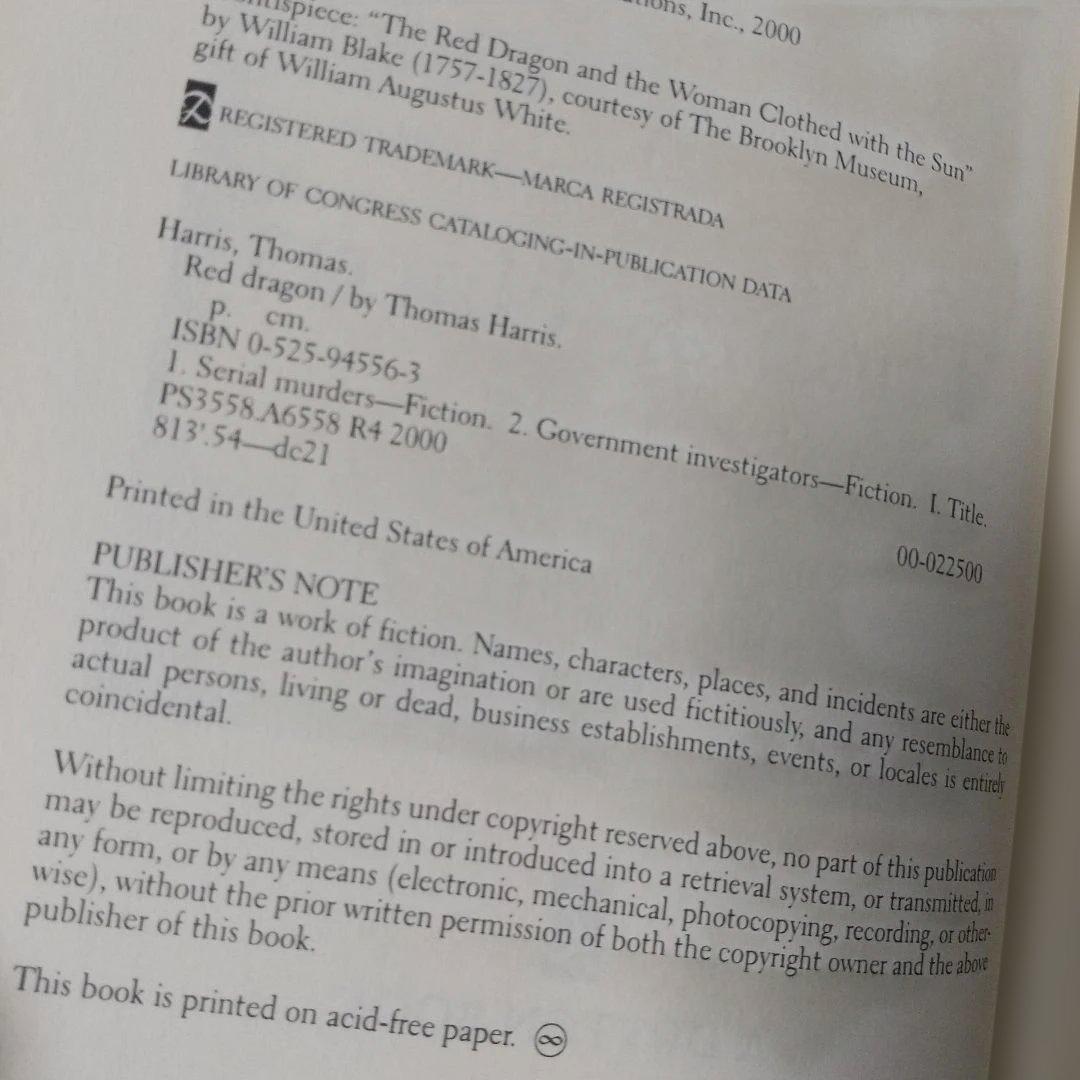 Inc., 2000
"The Red Dragon and the Woman Clothed with the Sun"
by William Blake (1757-1827), courtesy of The Brooklyn Museum,
gift of William Augustus White.
REGISTERED TRADEMARK—MARCA REGISTRADA
LIBRARY OF CONGRESS CATALOGING-IN-PUBLICATION DATA
Harris, Thomas.
Red dragon / by Thomas Harris.
p. cm.
ISBN 0-525-94556-3
1. Serial murders—Fiction. 2. Government investigators—Fiction. I. Title.
PS3558.A6558 R4 2000
813'.54—dc21
00-022500
Printed in the United States of America
PUBLISHER'S NOTE
This book is a work of fiction. Names, characters, places, and incidents are either the
product of the author's imagination or are used fictitiously, and any resemblance to
actual persons, living or dead, business establishments, events, or locales is entirely
coincidental.
Without limiting the rights under copyright reserved above, no part of this publication
may be reproduced, stored in or introduced into a retrieval system, or transmitted, in
any form, or by any means (electronic, mechanical, photocopying, recording, or other-
wise), without the prior written permission of both the copyright owner and the above
publisher of this book.
This book is printed on acid-free paper. ♾